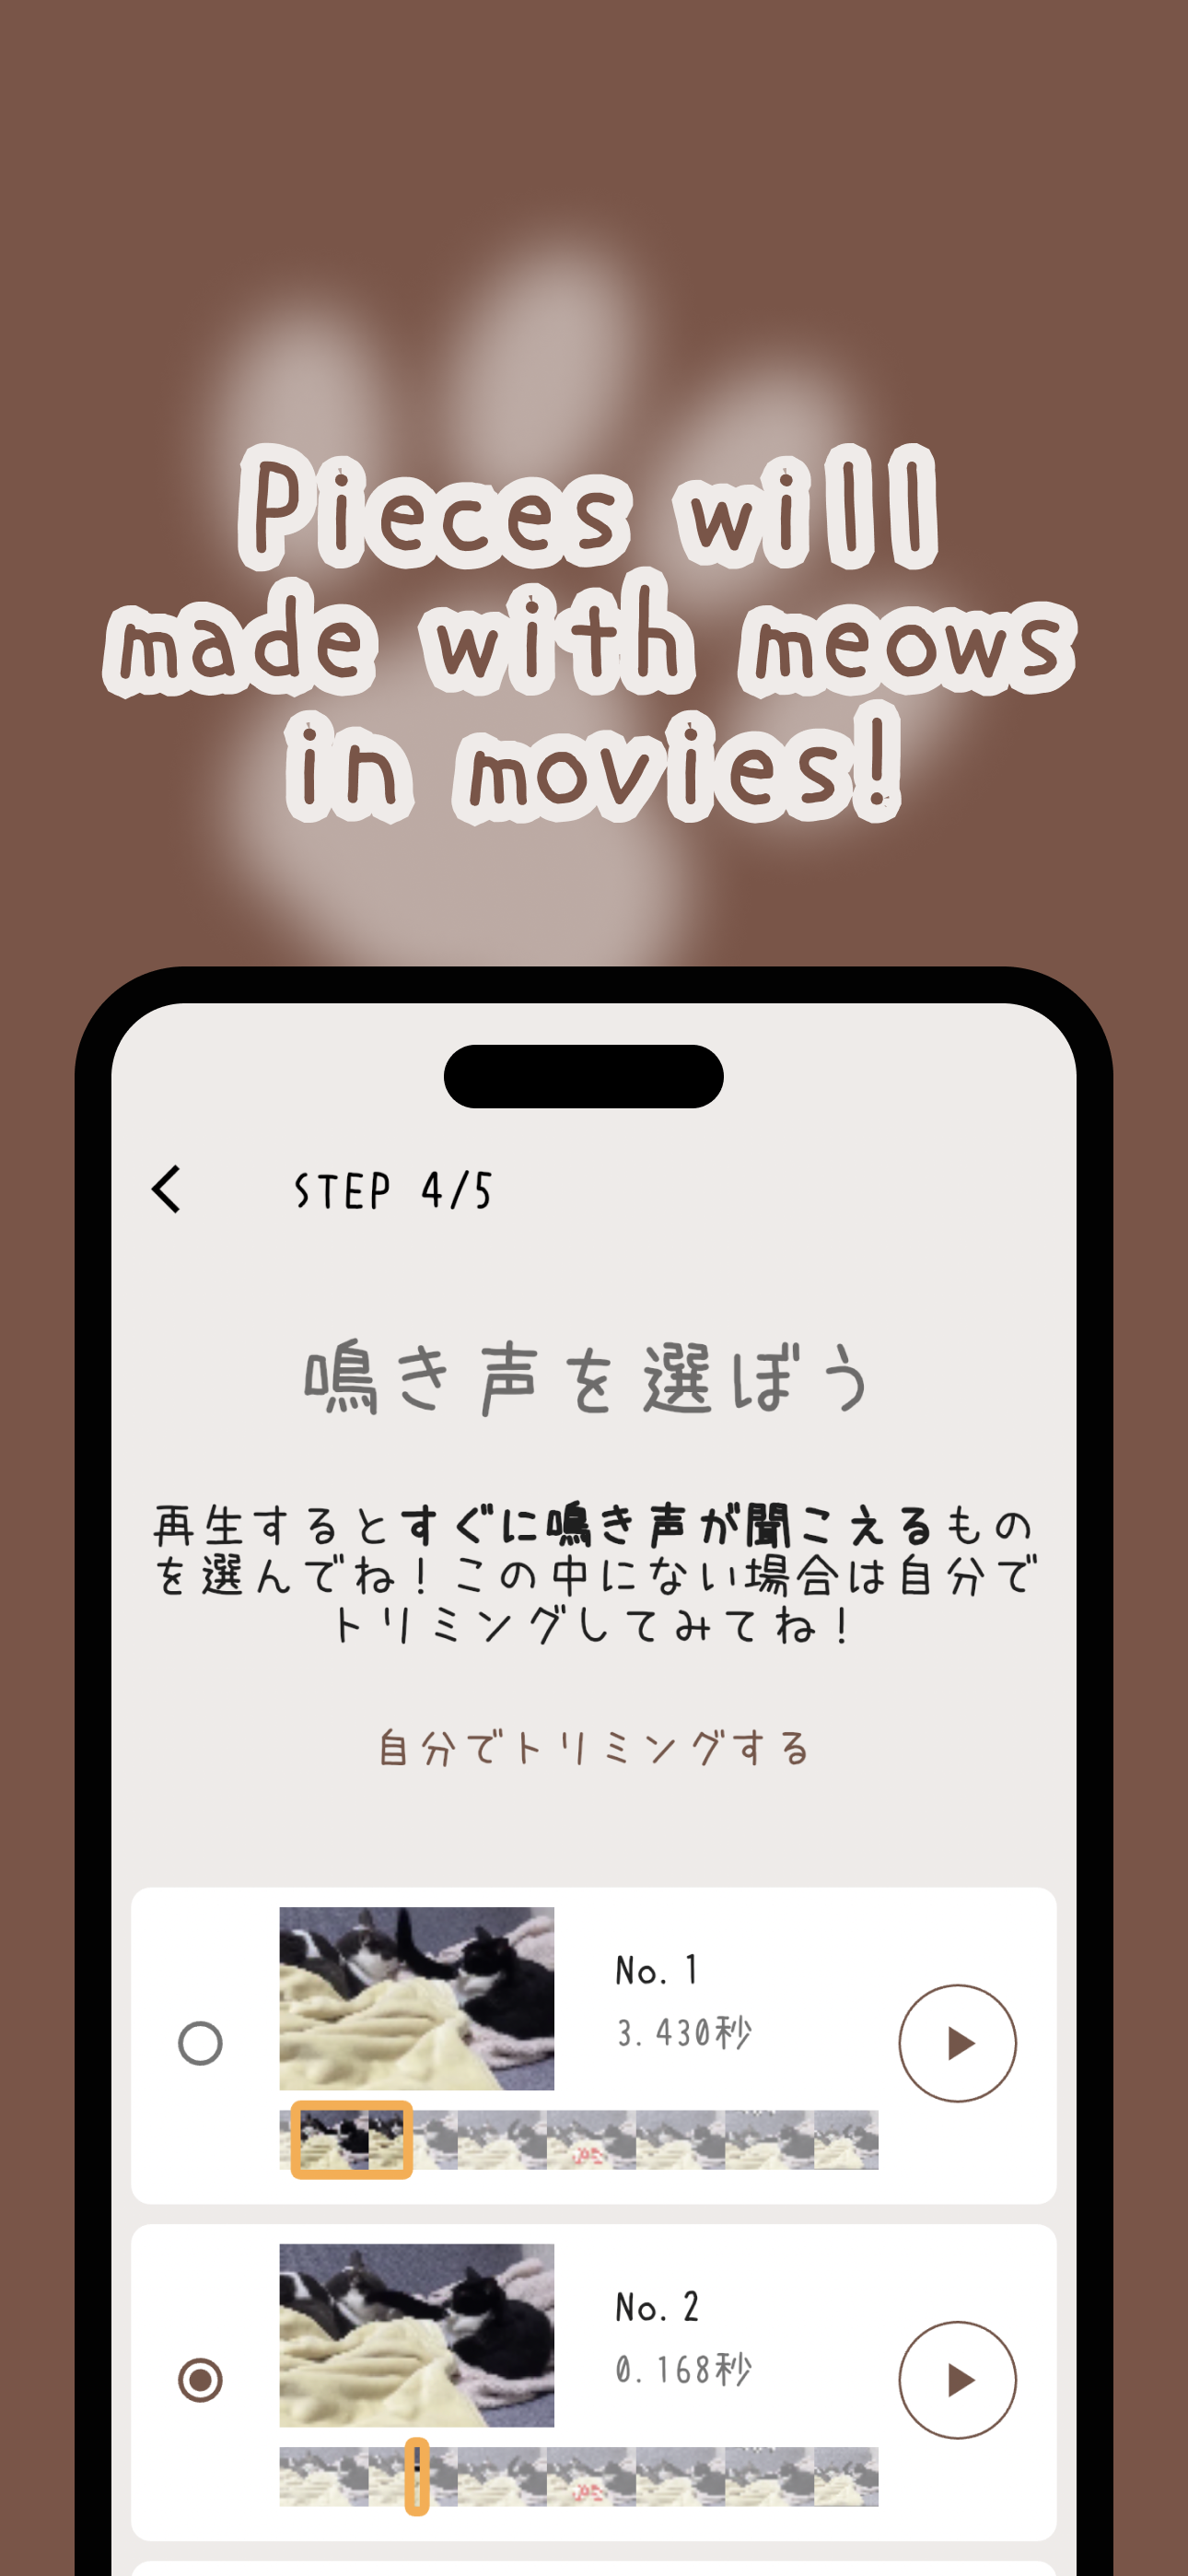 Pieces will
made with meows
in movies!
STEP 4/5
鳴き声を選ぼう
再生するとすぐに鳴き声が聞こえるもの
を選んでね！この中にない場合は自分で
トリミングしてみてね！
自分でトリミングする
No. 1
3.430秒
No. 2
0.168秒